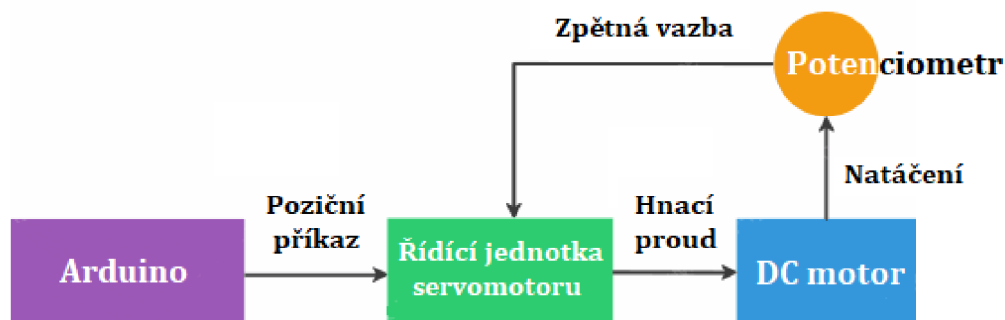 Zpětná vazba
Potenciometr
Natáčení
Poziční
příkaz
Hnací
proud
Arduino
Řídící jednotka
servomotoru
DC motor